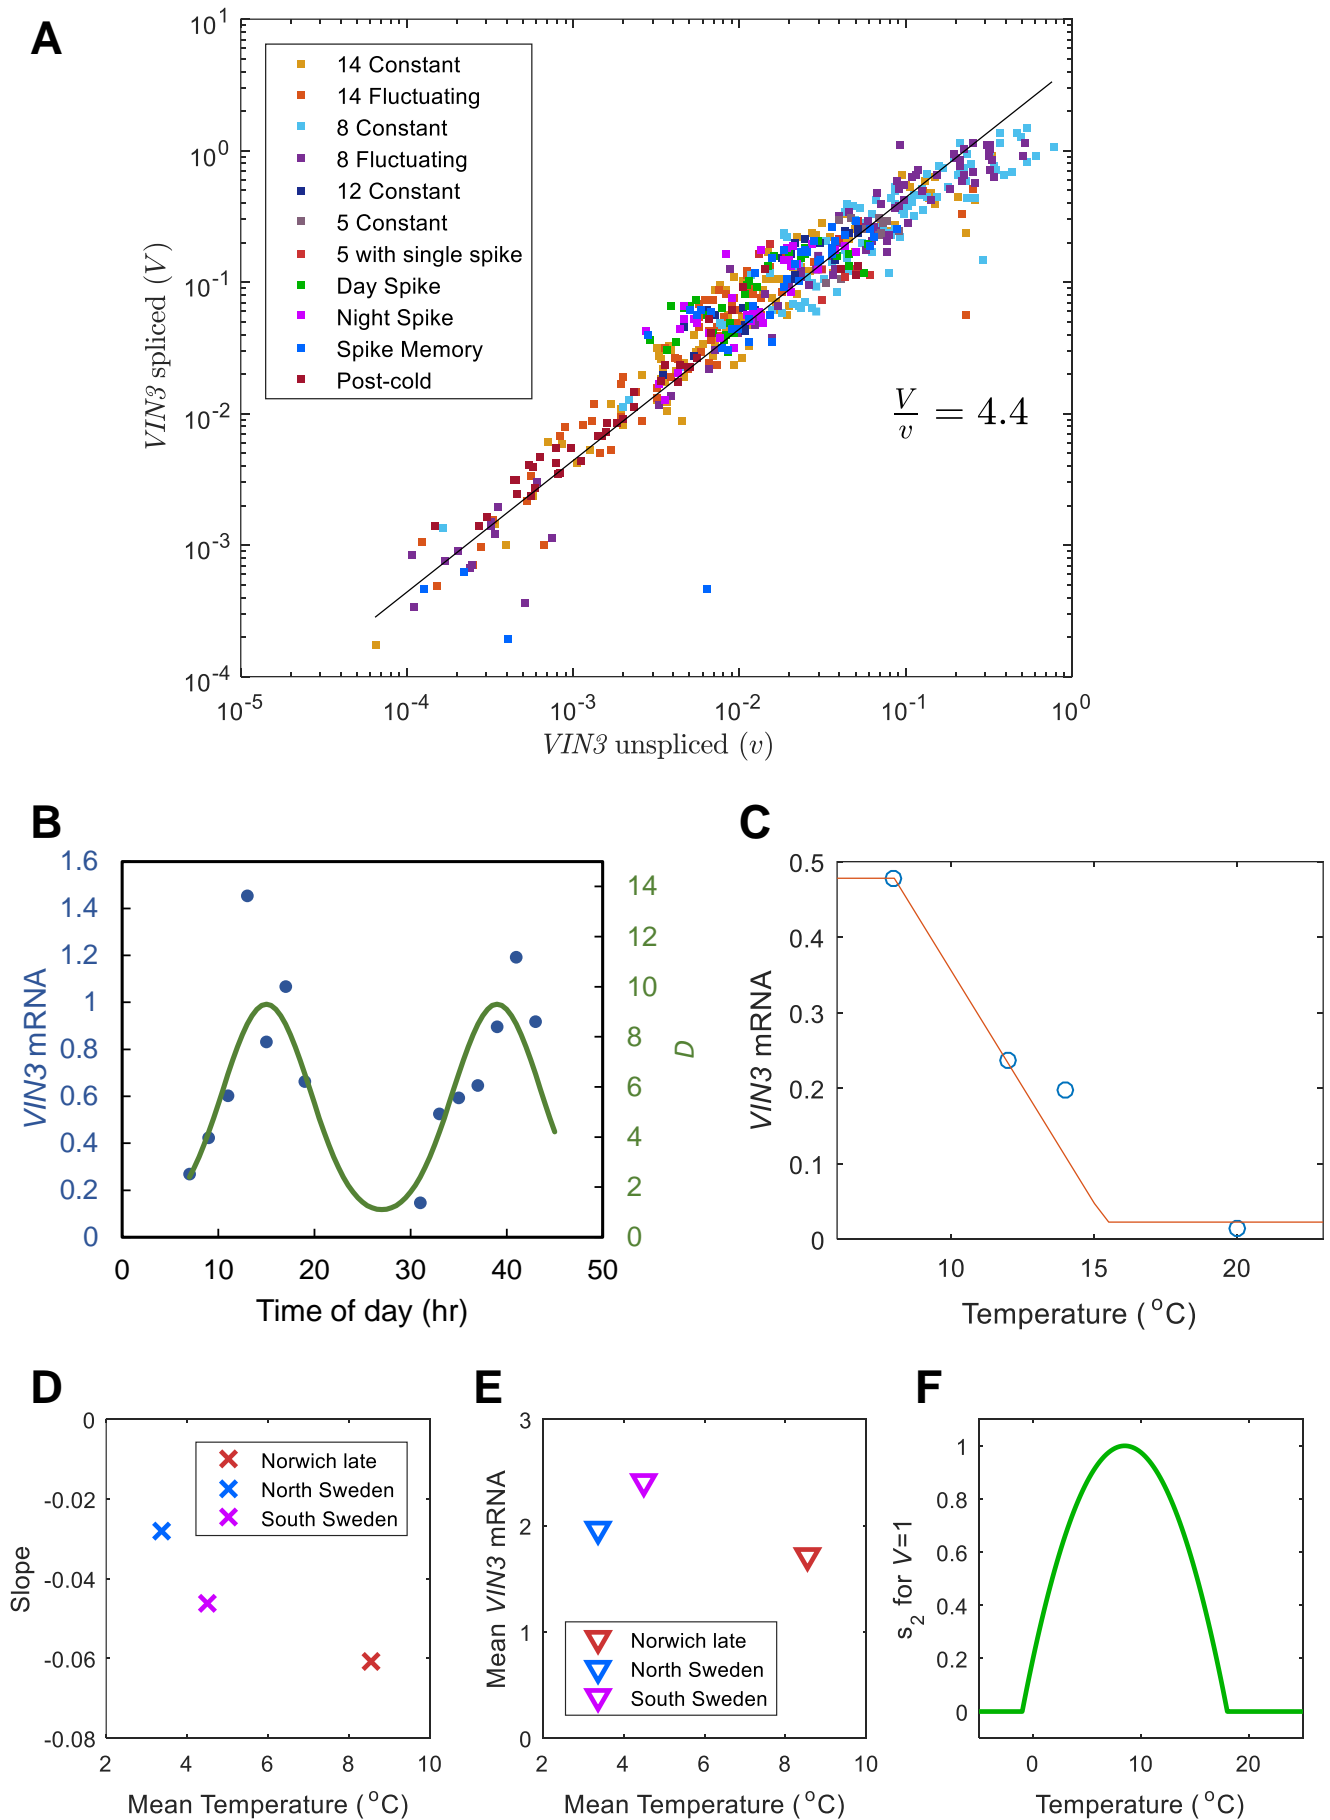 A
10^1
10^0
10^-1
10^-2
10^-3
10^-4
VIN3 spliced (V)
14 Constant
14 Fluctuating
8 Constant
8 Fluctuating
12 Constant
5 Constant
5 with single spike
Day Spike
Night Spike
Spike Memory
Post-cold
V/v = 4.4
10^-5 10^-4 10^-3 10^-2 10^-1 10^0
VIN3 unspliced (v)
B
1.6
1.4
1.2
1
0.8
0.6
0.4
0.2
0
VIN3 mRNA
14
12
10
8
6
4
2
0
D
0 10 20 30 40 50
Time of day (hr)
C
0.5
0.4
0.3
0.2
0.1
0
VIN3 mRNA
10 15 20
Temperature (°C)
D
0
-0.02
-0.04
-0.06
-0.08
Slope
Norwich late
North Sweden
South Sweden
2 4 6 8 10
Mean Temperature (°C)
E
3
2
1
0
Mean VIN3 mRNA
Norwich late
North Sweden
South Sweden
2 4 6 8 10
Mean Temperature (°C)
F
1
0.8
0.6
0.4
0.2
0
s₂ for V=1
0 10 20
Temperature (°C)